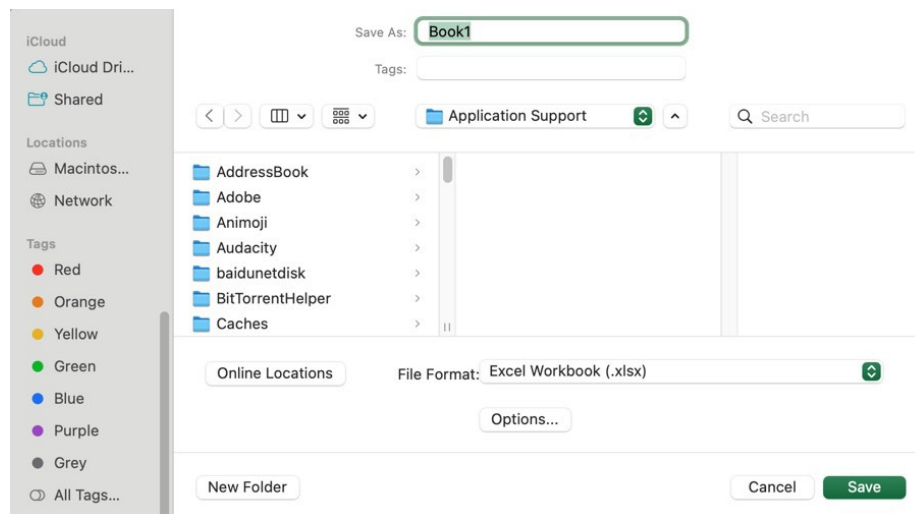 iCloud
iCloud Dri...
Shared
Locations
Macintos...
Network
Tags
Red
Orange
Yellow
Green
Blue
Purple
Grey
All Tags...
Save As: Book1
Tags:
Application Support
Search
AddressBook
Adobe
Animoji
Audacity
baidunetdisk
BitTorrentHelper
Caches
Online Locations
File Format: Excel Workbook (.xlsx)
Options...
New Folder
Cancel
Save